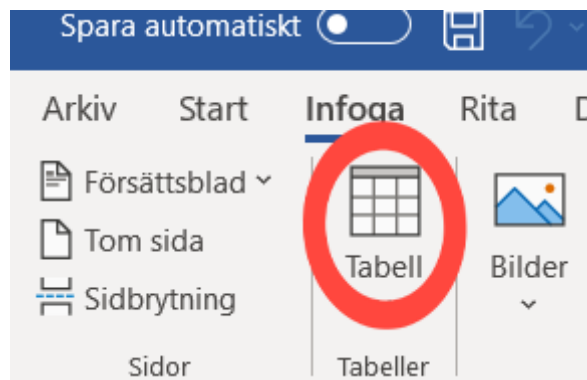 Spara automatiskt
Arkiv Start Infoga Rita
Försättsblad
Tom sida
Sidbrytning
Tabell
Bilder
Sidor
Tabeller